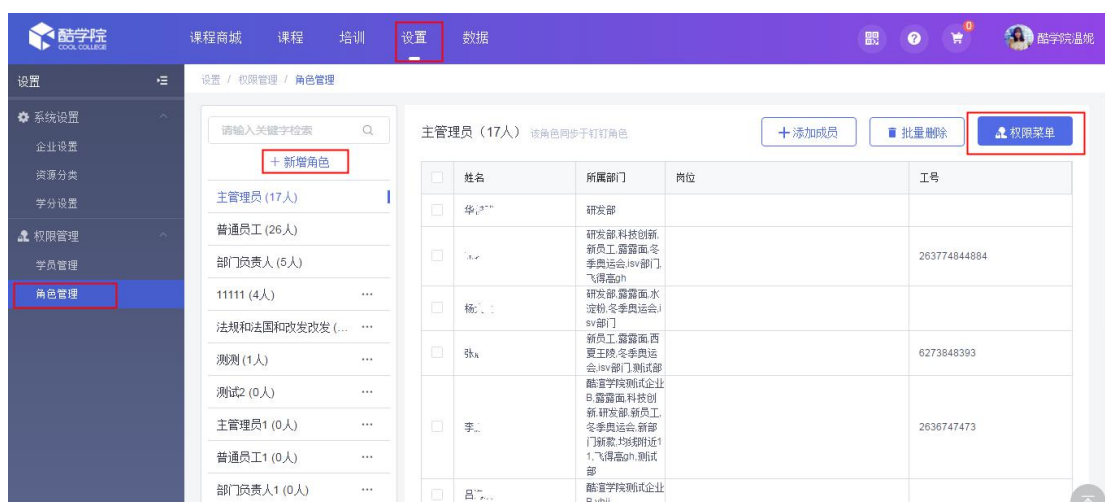 酷学院
COOL COLLEGE
课程商城 课程 培训 设置 数据
0
酷学院温妮
设置
设置 / 权限管理 / 角色管理
系统设置
企业设置
资源分类
学分设置
权限管理
学员管理
角色管理
请输入关键字检索
+ 新增角色
主管理员 (17人)
普通员工 (26人)
部门负责人 (5人)
11111 (4人) ...
法规和法国和改发改发 (... ...
测测 (1人) ...
测试2 (0人) ...
主管理员1 (0人) ...
普通员工1 (0人) ...
部门负责人1 (0人) ...
主管理员（17人） 该角色同步于钉钉角色
+ 添加成员 批量删除 权限菜单
姓名 所属部门 岗位 工号
华 研发部
研发部,科技创新,
新员工,露露面,冬
季奥运会,isv部门,
飞得高gh
263774844884
杨
研发部,露露面,水
淀粉,冬季奥运会,i
sv部门
张
新员工,露露面,西
夏王陵,冬季奥运
会,isv部门,测试部
6273848393
李
酷渲学院测试企业
B,露露面,科技创
新,研发部,新员工,
冬季奥运会,新部
门新款,均线附近1
1,飞得高gh,测试
部
2636747473
吕
酷渲学院测试企业